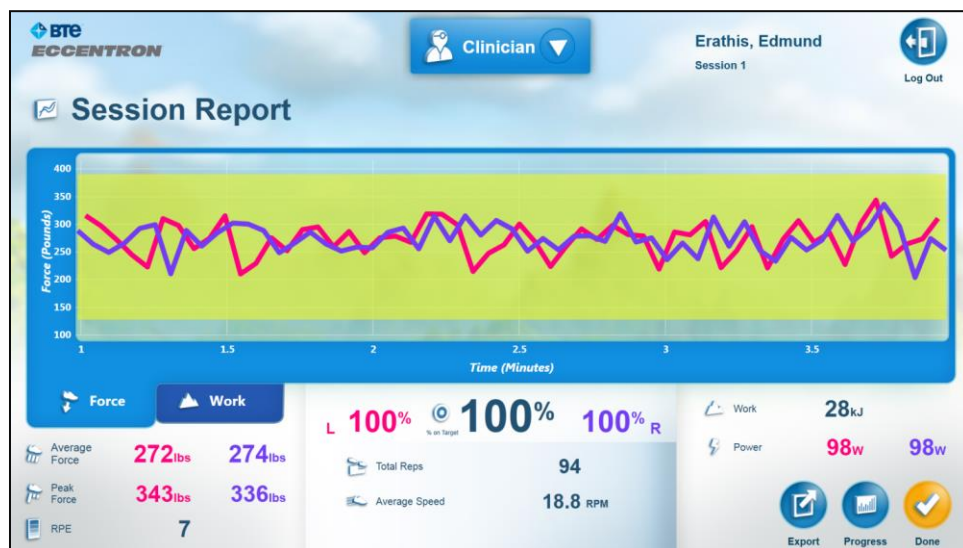 BTE
ECCENTRON
Clinician
Erathis, Edmund
Session 1
Log Out
Session Report
Force (Pounds)
400
350
300
250
200
150
100
1 1.5 2 2.5 3 3.5
Time (Minutes)
Force
Work
Average Force 272lbs 274lbs
Peak Force 343lbs 336lbs
RPE 7
L 100% % on Target 100% 100% R
Total Reps 94
Average Speed 18.8 RPM
Work 28kJ
Power 98w 98w
Export Progress Done